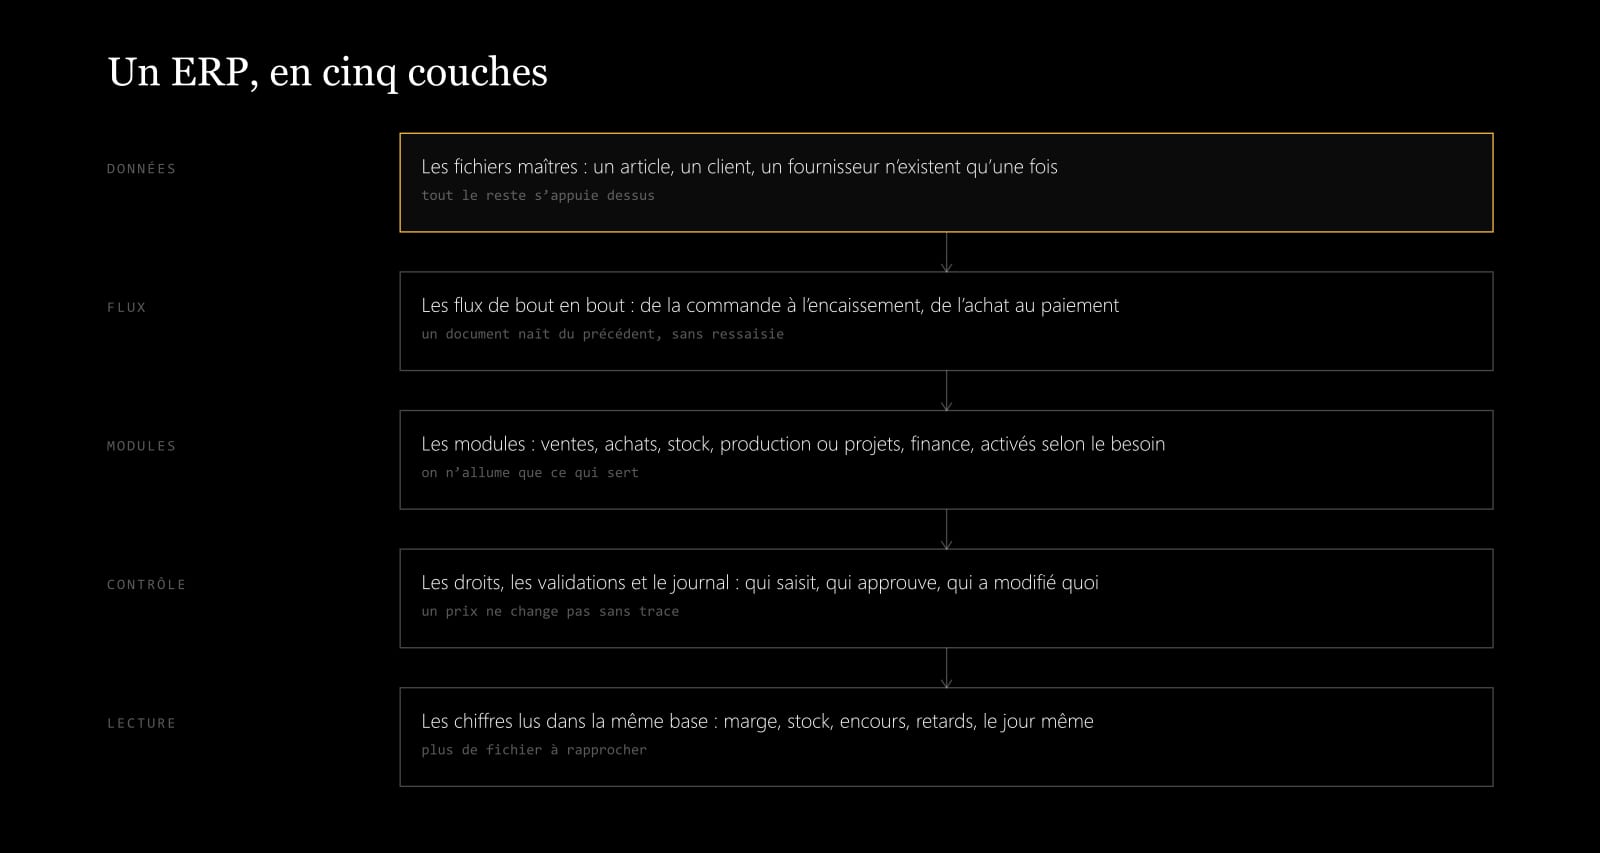 Un ERP, en cinq couches
DONNÉES
Les fichiers maîtres : un article, un client, un fournisseur n’existent qu’une fois
tout le reste s’appuie dessus
FLUX
Les flux de bout en bout : de la commande à l’encaissement, de l’achat au paiement
un document naît du précédent, sans ressaisie
MODULES
Les modules : ventes, achats, stock, production ou projets, finance, activés selon le besoin
on n’allume que ce qui sert
CONTRÔLE
Les droits, les validations et le journal : qui saisit, qui approuve, qui a modifié quoi
un prix ne change pas sans trace
LECTURE
Les chiffres lus dans la même base : marge, stock, encours, retards, le jour même
plus de fichier à rapprocher